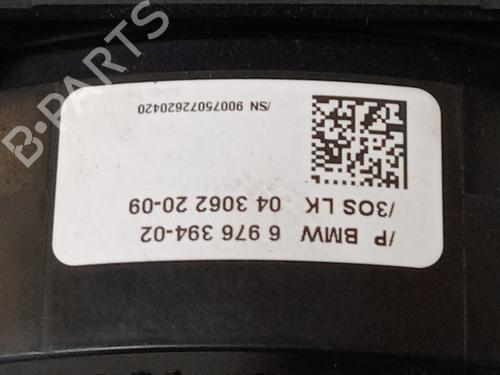 /P BMW 6 976 394-02
/3OS LK 04 3062 20-09
/SN 90075072620420
B-PARTS